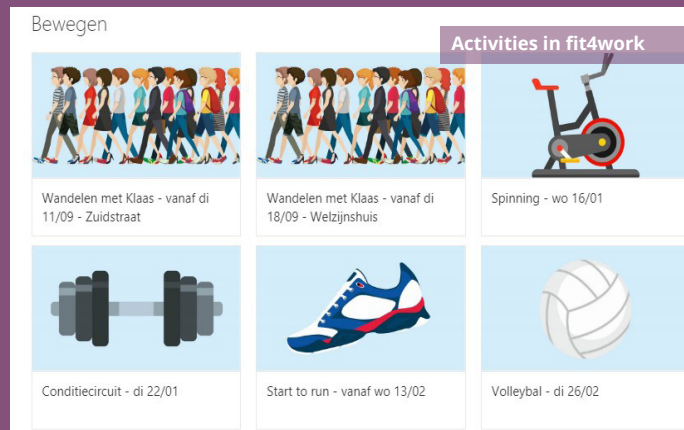 Bewegen
Activities in fit4work
Wandelen met Klaas - vanaf di
11/09 - Zuidstraat
Wandelen met Klaas - vanaf di
18/09 - Welzijnshuis
Spinning - wo 16/01
Conditiecircuit - di 22/01
Start to run - vanaf wo 13/02
Volleybal - di 26/02